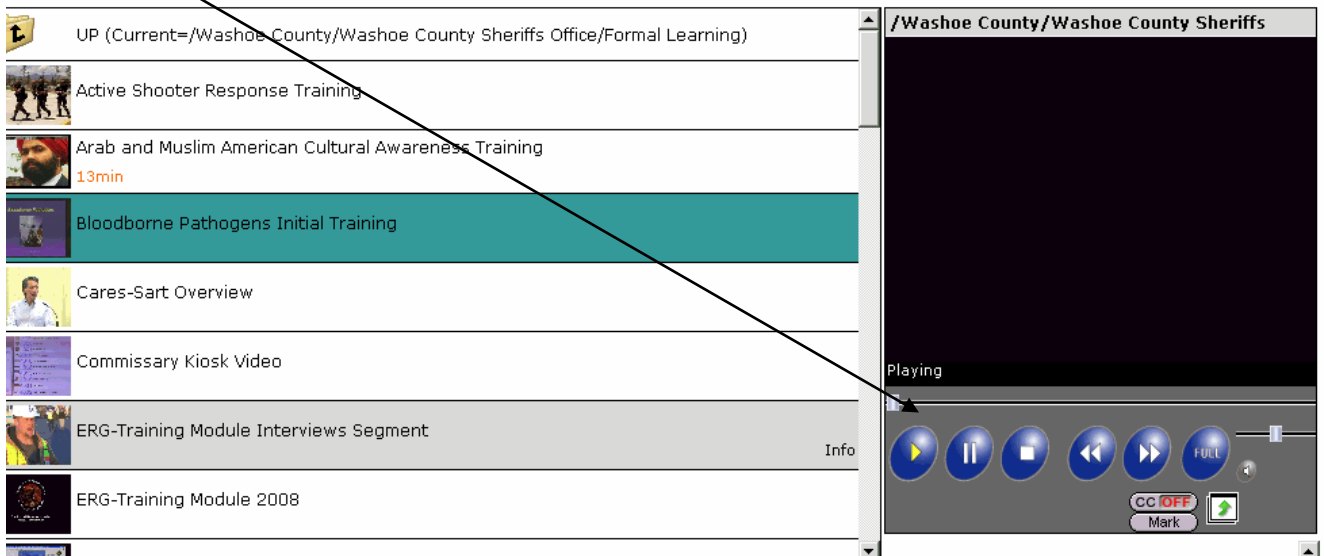 UP (Current=/Washoe County/Washoe County Sheriffs Office/Formal Learning)
Active Shooter Response Training
Arab and Muslim American Cultural Awareness Training
13min
Bloodborne Pathogens Initial Training
Cares-Sart Overview
Commissary Kiosk Video
ERG-Training Module Interviews Segment
Info
ERG-Training Module 2008
/Washoe County/Washoe County Sheriffs
Playing
FULL
CC OFF
Mark